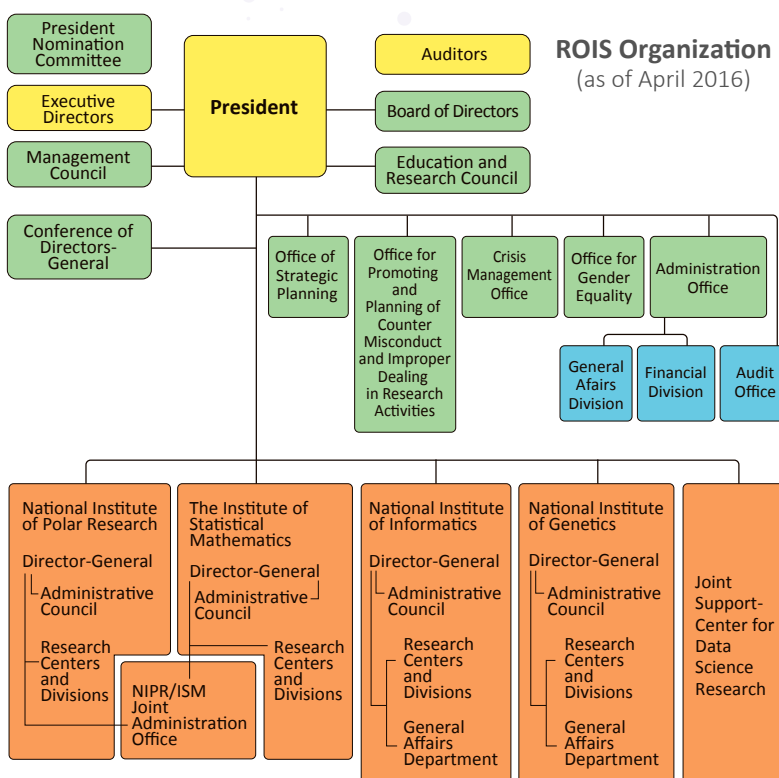 ROIS Organization
(as of April 2016)
President
Nomination
Committee
Executive
Directors
Management
Council
Conference of
Directors-
General
President
Auditors
Board of Directors
Education and
Research Council
Office of
Strategic
Planning
Office for
Promoting
and
Planning of
Counter
Misconduct
and Improper
Dealing
in Research
Activities
Crisis
Management
Office
Office for
Gender
Equality
Administration
Office
General
Afairs
Division
Financial
Division
Audit
Office
National Institute
of Polar Research
Director-General
Administrative
Council
Research
Centers
and
Divisions
NIPR/ISM
Joint
Administration
Office
The Institute of
Statistical
Mathematics
Director-General
Administrative
Council
Research
Centers
and Divisions
National Institute
of Informatics
Director-General
Administrative
Council
Research
Centers
and
Divisions
General
Affairs
Department
National Institute
of Genetics
Director-General
Administrative
Council
Research
Centers
and
Divisions
General
Affairs
Department
Joint
Support-
Center for
Data
Science
Research